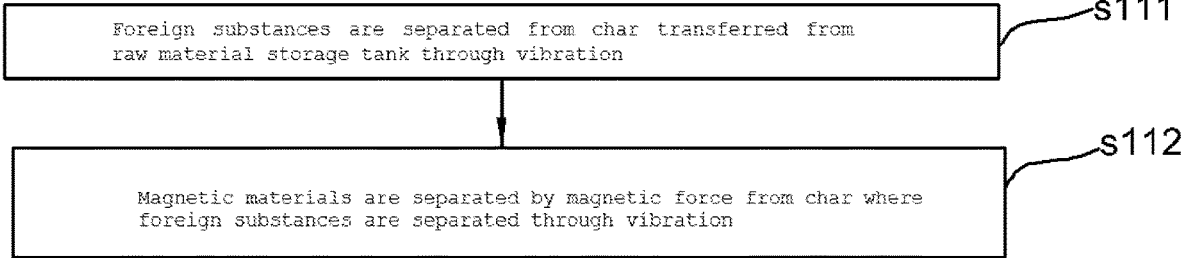 s111
Foreign substances are separated from char transferred from
raw material storage tank through vibration
s112
Magnetic materials are separated by magnetic force from char where
foreign substances are separated through vibration